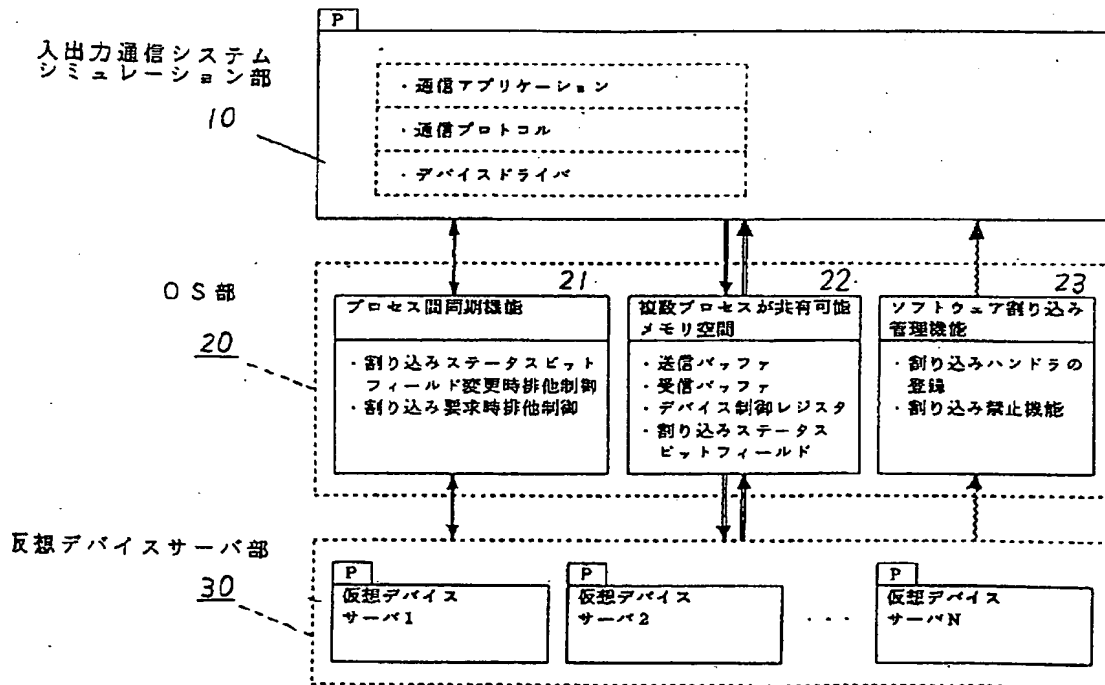 P
入出力通信システム
シミュレーション部
10
・通信アプリケーション
・通信プロトコル
・デバイスドライバ
OS部
20
21
プロセス間同期機能
・割り込みステータスビット
フィールド変更時排他制御
・割り込み要求時排他制御
22
複数プロセスが共有可能
メモリ空間
・送信バッファ
・受信バッファ
・デバイス制御レジスタ
・割り込みステータス
ビットフィールド
23
ソフトウェア割り込み
管理機能
・割り込みハンドラの
登録
・割り込み禁止機能
仮想デバイスサーバ部
30
P
仮想デバイス
サーバ1
P
仮想デバイス
サーバ2
・・・
P
仮想デバイス
サーバN